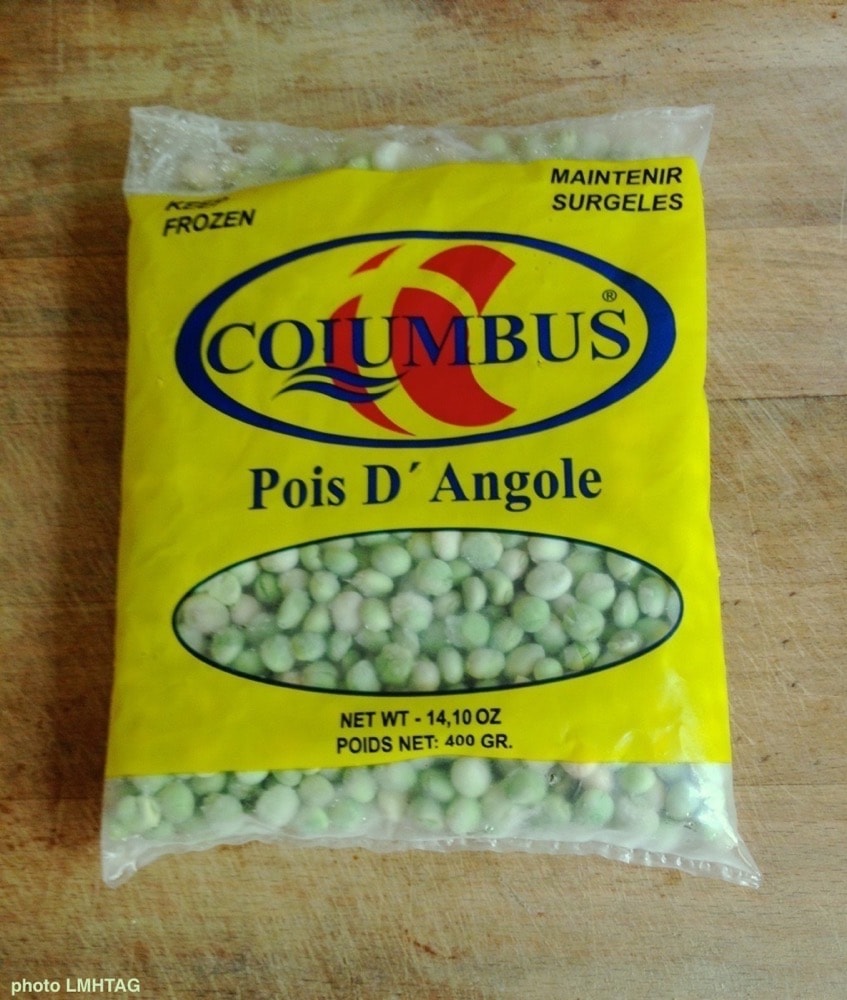 KEEP
FROZEN
MAINTENIR
SURGELES
COLUMBUS®
Pois D´ Angole
NET WT - 14,10 OZ
POIDS NET: 400 GR.
photo LMHTAG